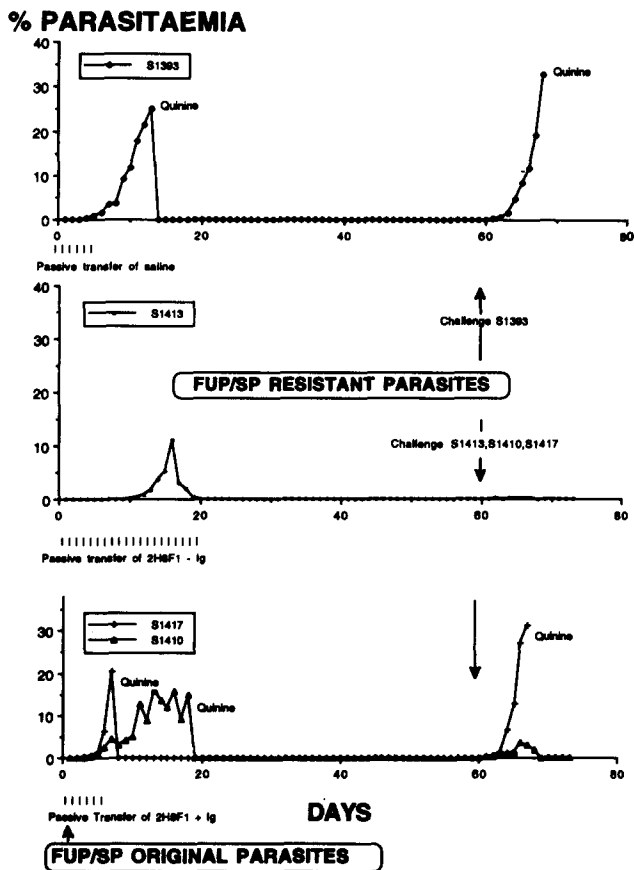 % PARASITAEMIA
40
S1393
30
Quinine
Quinine
20
10
0
0 20 40 60 80
Passive transfer of saline
40
S1413
Challenge S1393
30
FUP/SP RESISTANT PARASITES
20
10
Challenge S1413,S1410,S1417
0
0 20 40 60 80
Passive transfer of 2H8F1 - Ig
S1417
S1410
30
Quinine
20
Quinine
Quinine
10
0
0 20 40 60 80
Passive Transfer of 2H8F1 + Ig
DAYS
FUP/SP ORIGINAL PARASITES